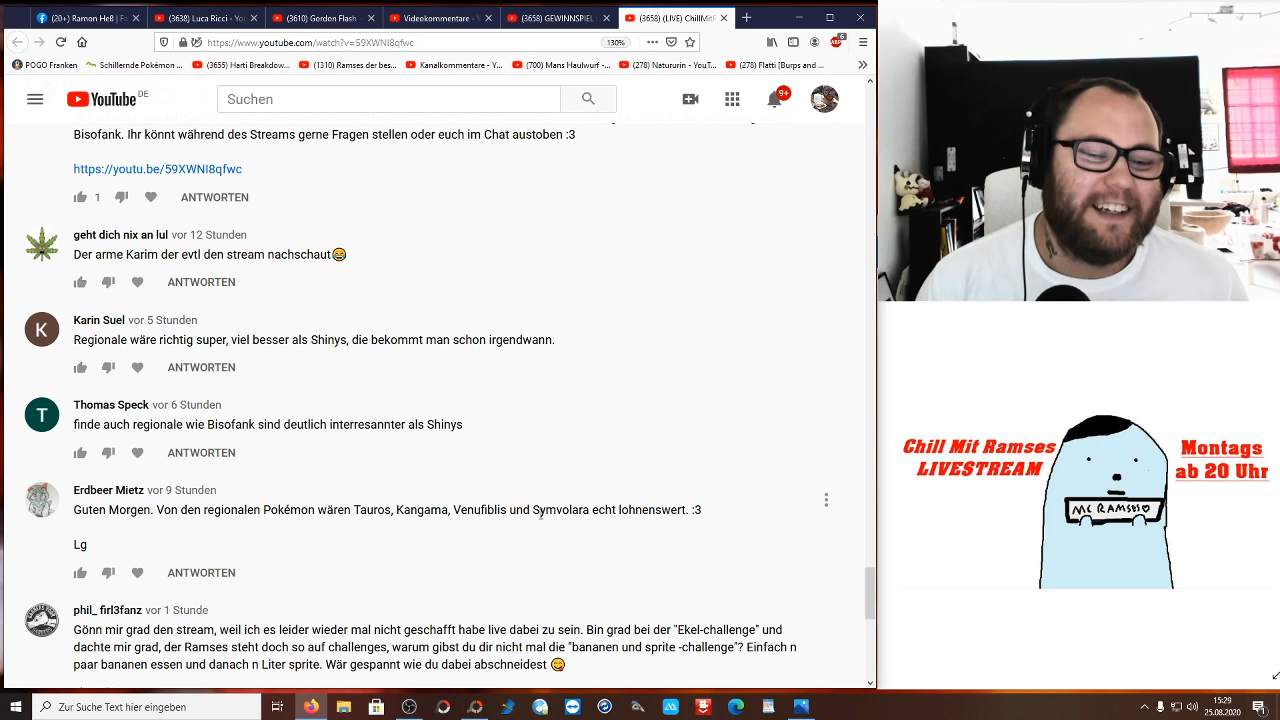 (20+) Ramon Heß | Fa
(3638) Luca Ricci - You
(3610) Gordon Flash -
Videokommentare - Yo
(3636) GEWINNSPIEL
(3658) (LIVE) ChillMitR
https://www.youtube.com/watch?v=59XWNI8qfwc
130%
ABP
6
POGO Franken
Schillernde Pokémon ...
(3655) Harti Breakdow...
(1310) Ramses der bes...
Kanalkommentare - Y...
(700) Mans Haulwurf -...
(278) Natururin - YouT...
(278) Flatti [Burps and ...
YouTube DE
Suchen
9+
Bisofank. Ihr könnt während des Streams gerne Fragen stellen oder euch im Chat austoben :3
https://youtu.be/59XWNI8qfwc
1 ANTWORTEN
geht dich nix an lul vor 12 Stunden
Der arme Karim der evtl den stream nachschaut😂
ANTWORTEN
K
Karin Suel vor 5 Stunden
Regionale wäre richtig super, viel besser als Shinys, die bekommt man schon irgendwann.
ANTWORTEN
T
Thomas Speck vor 6 Stunden
finde auch regionale wie Bisofank sind deutlich interresannter als Shinys
ANTWORTEN
Erdbeer Mietz vor 9 Stunden
Guten Morgen. Von den regionalen Pokémon wären Tauros, Kangama, Venufiblis und Symvolara echt lohnenswert. :3
Lg
ANTWORTEN
phil_ firl3fanz vor 1 Stunde
Gönn mir grad den stream, weil ich es leider wieder mal nicht geschafft habe live dabei zu sein. Bin grad bei der "Ekel-challenge" und
dachte mir grad, der Ramses steht doch so auf challenges, warum gibst du dir nicht mal die "bananen und sprite -challenge"? Einfach n
paar bananen essen und danach n Liter sprite. Wär gespannt wie du dabei abschneidest 😊
Chill Mit Ramses
LIVESTREAM
Montags
ab 20 Uhr
MC RAMSES♡
Zur Suche Text hier eingeben
15:29
25.08.2020